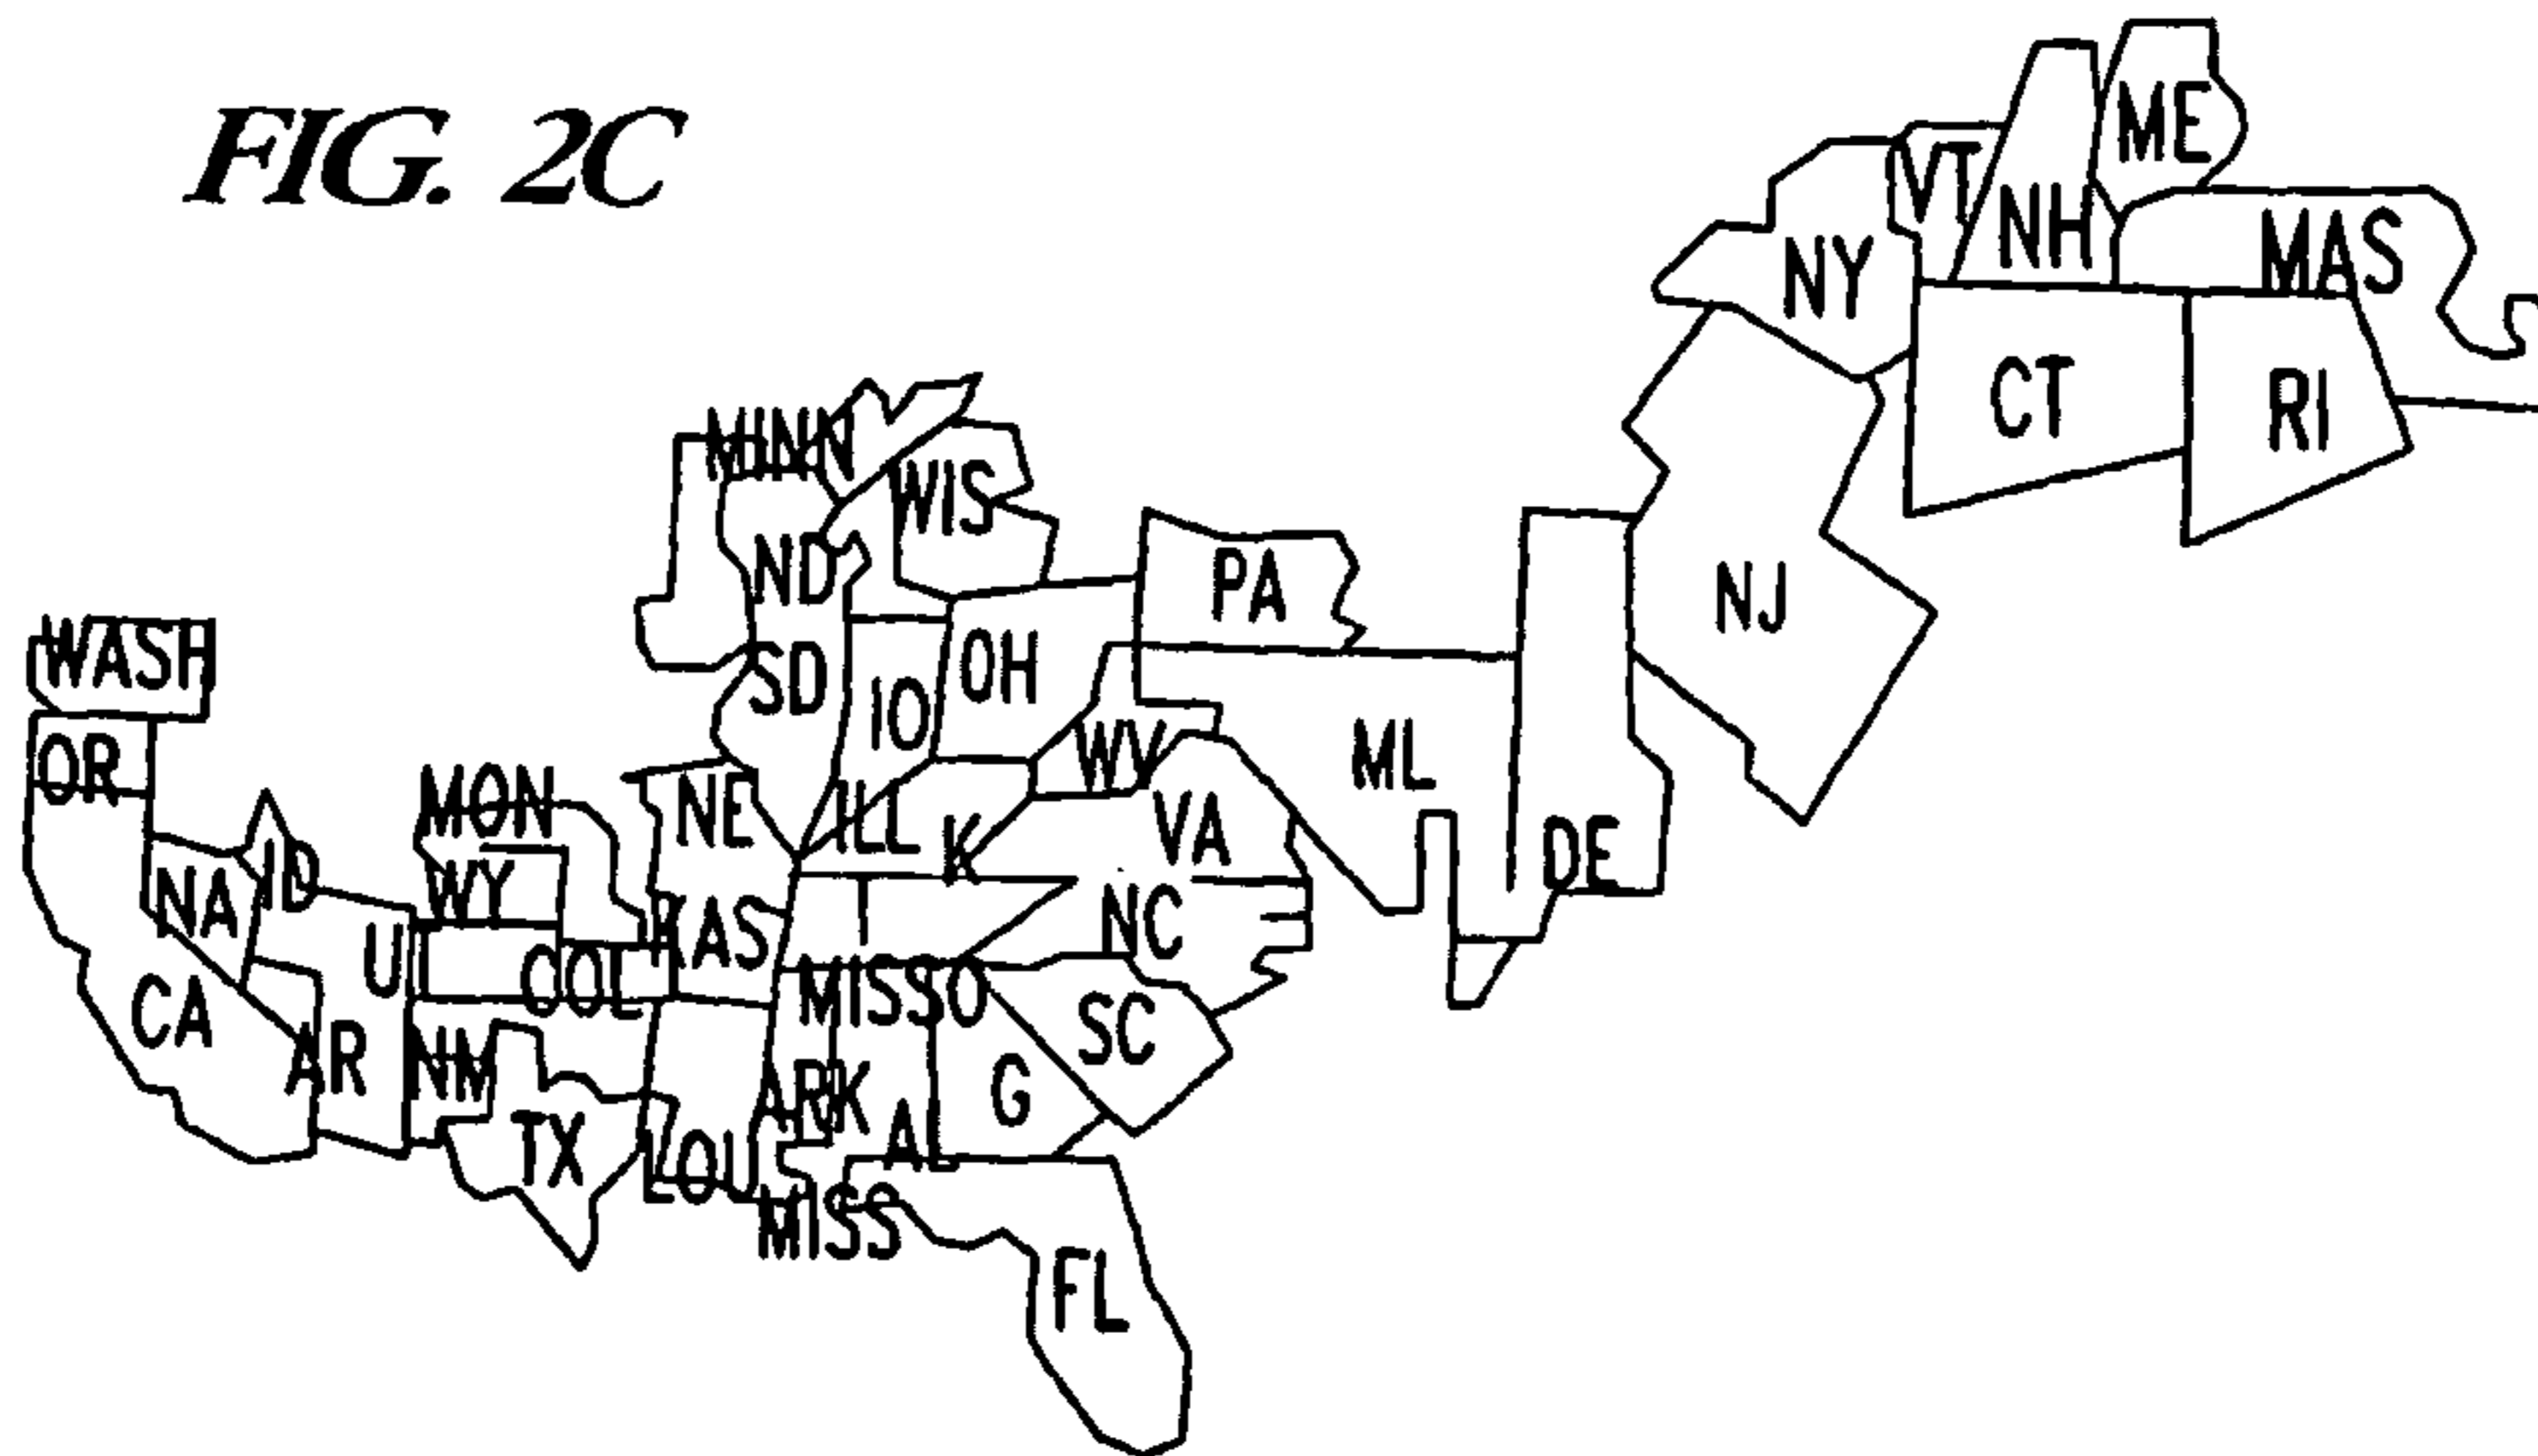 FIG. 2C
ME
VT
NH
MAS
NY
CT
RI
MINN
WIS
ND
PA
NJ
WASH
SD
OH
IO
OR
WV
ML
MON
NE
ILL
K
VA
DE
ID
NA
WY
KAS
NC
U
COL
CA
MISSO
SC
AR
NM
ARK
G
TX
LOU
AL
MISS
FL